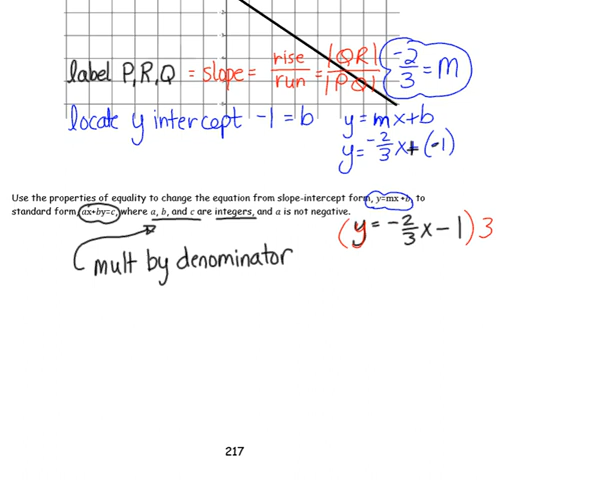 label P,R,Q = slope = rise/run = |QR|/|PQ| -2/3 = m
locate y intercept -1 = b y = mx+b
y = -2/3 x + (-1)
Use the properties of equality to change the equation from slope-intercept form, y=mx+b, to
standard form, ax+by=c, where a, b, and c are integers, and a is not negative.
(y = -2/3 x - 1) 3
mult by denominator
217